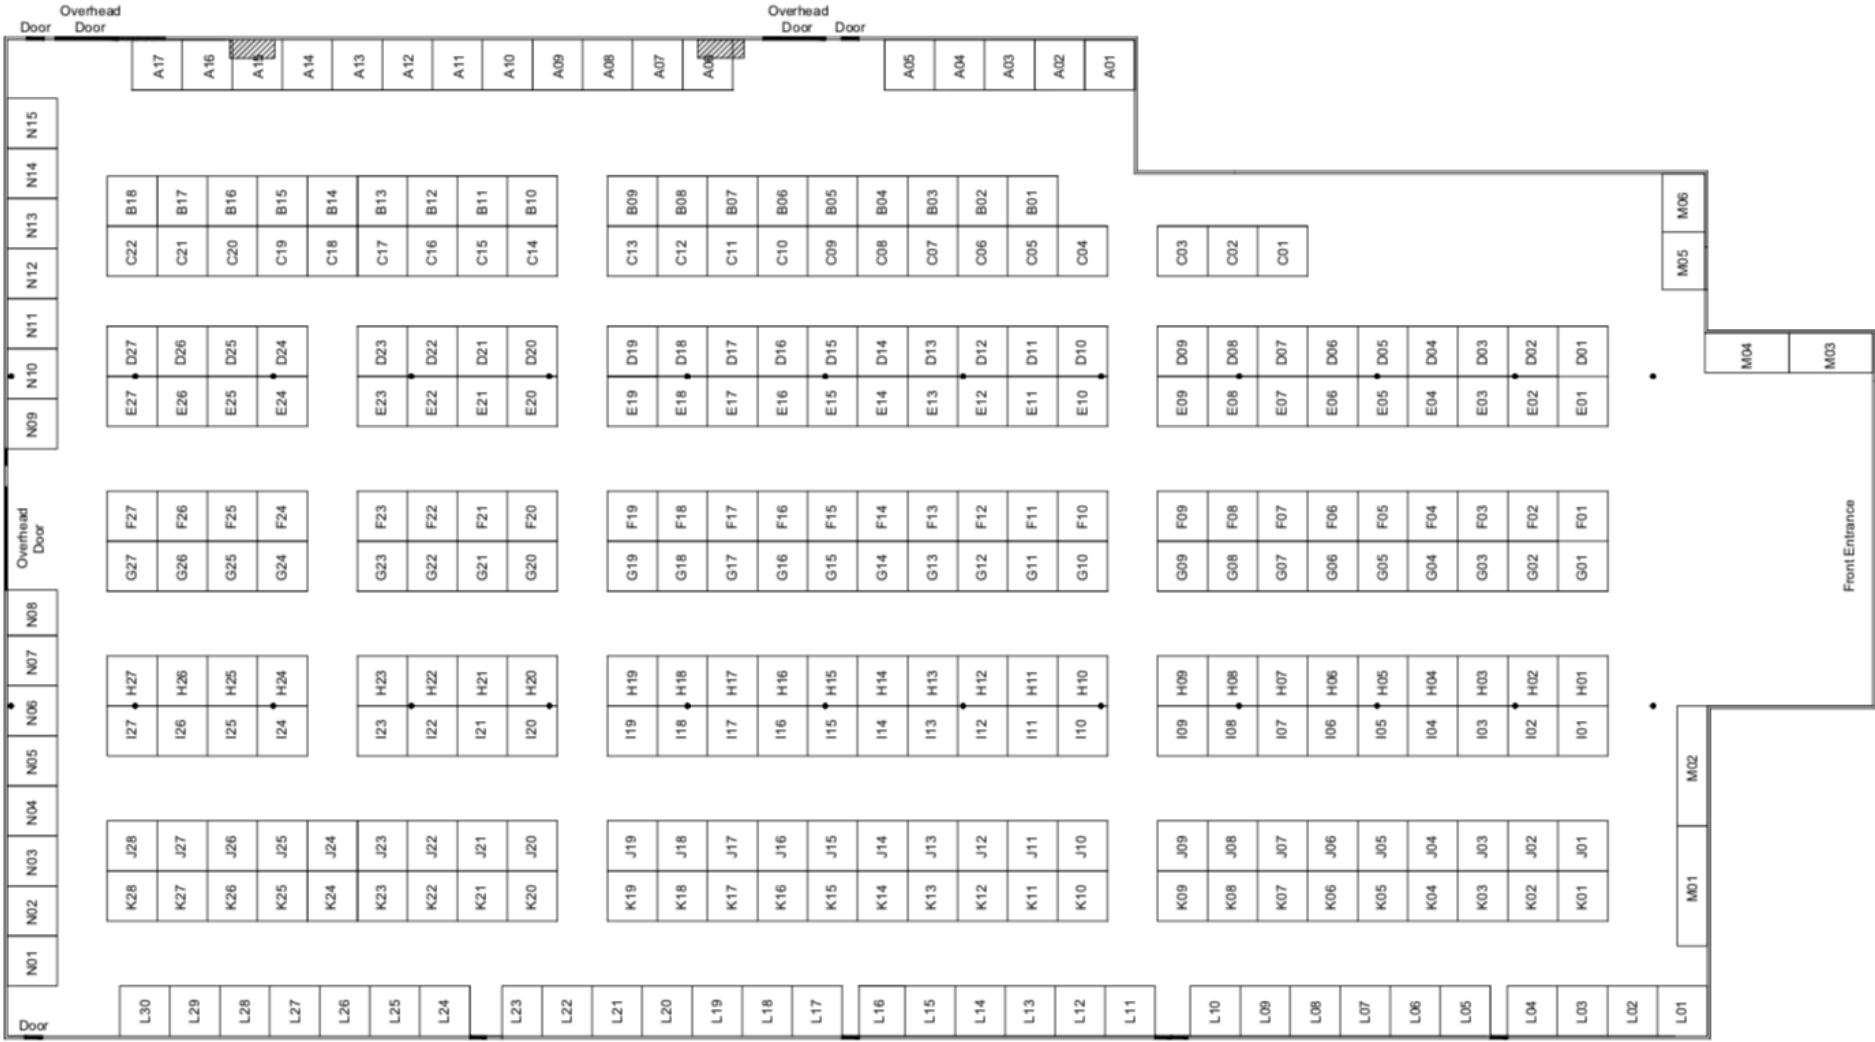 Overhead
Door
Door
Overhead
Door
Door
A17 A16 A15 A14 A13 A12 A11 A10 A09 A08 A07 A06 A05 A04 A03 A02 A01
N15
N14
N13
N12
N11
N10
N09
Overhead
Door
N08
N07
N06
N05
N04
N03
N02
N01
B18 B17 B16 B15 B14 B13 B12 B11 B10 B09 B08 B07 B06 B05 B04 B03 B02 B01
C22 C21 C20 C19 C18 C17 C16 C15 C14 C13 C12 C11 C10 C09 C08 C07 C06 C05 C04 C03 C02 C01
M06
M05
M04 M03
D27 D26 D25 D24 D23 D22 D21 D20 D19 D18 D17 D16 D15 D14 D13 D12 D11 D10 D09 D08 D07 D06 D05 D04 D03 D02 D01
E27 E26 E25 E24 E23 E22 E21 E20 E19 E18 E17 E16 E15 E14 E13 E12 E11 E10 E09 E08 E07 E06 E05 E04 E03 E02 E01
F27 F26 F25 F24 F23 F22 F21 F20 F19 F18 F17 F16 F15 F14 F13 F12 F11 F10 F09 F08 F07 F06 F05 F04 F03 F02 F01
G27 G26 G25 G24 G23 G22 G21 G20 G19 G18 G17 G16 G15 G14 G13 G12 G11 G10 G09 G08 G07 G06 G05 G04 G03 G02 G01
Front Entrance
H27 H26 H25 H24 H23 H22 H21 H20 H19 H18 H17 H16 H15 H14 H13 H12 H11 H10 H09 H08 H07 H06 H05 H04 H03 H02 H01
I27 I26 I25 I24 I23 I22 I21 I20 I19 I18 I17 I16 I15 I14 I13 I12 I11 I10 I09 I08 I07 I06 I05 I04 I03 I02 I01
M02
M01
J28 J27 J26 J25 J24 J23 J22 J21 J20 J19 J18 J17 J16 J15 J14 J13 J12 J11 J10 J09 J08 J07 J06 J05 J04 J03 J02 J01
K28 K27 K26 K25 K24 K23 K22 K21 K20 K19 K18 K17 K16 K15 K14 K13 K12 K11 K10 K09 K08 K07 K06 K05 K04 K03 K02 K01
L30 L29 L28 L27 L26 L25 L24 L23 L22 L21 L20 L19 L18 L17 L16 L15 L14 L13 L12 L11 L10 L09 L08 L07 L06 L05 L04 L03 L02 L01
Door